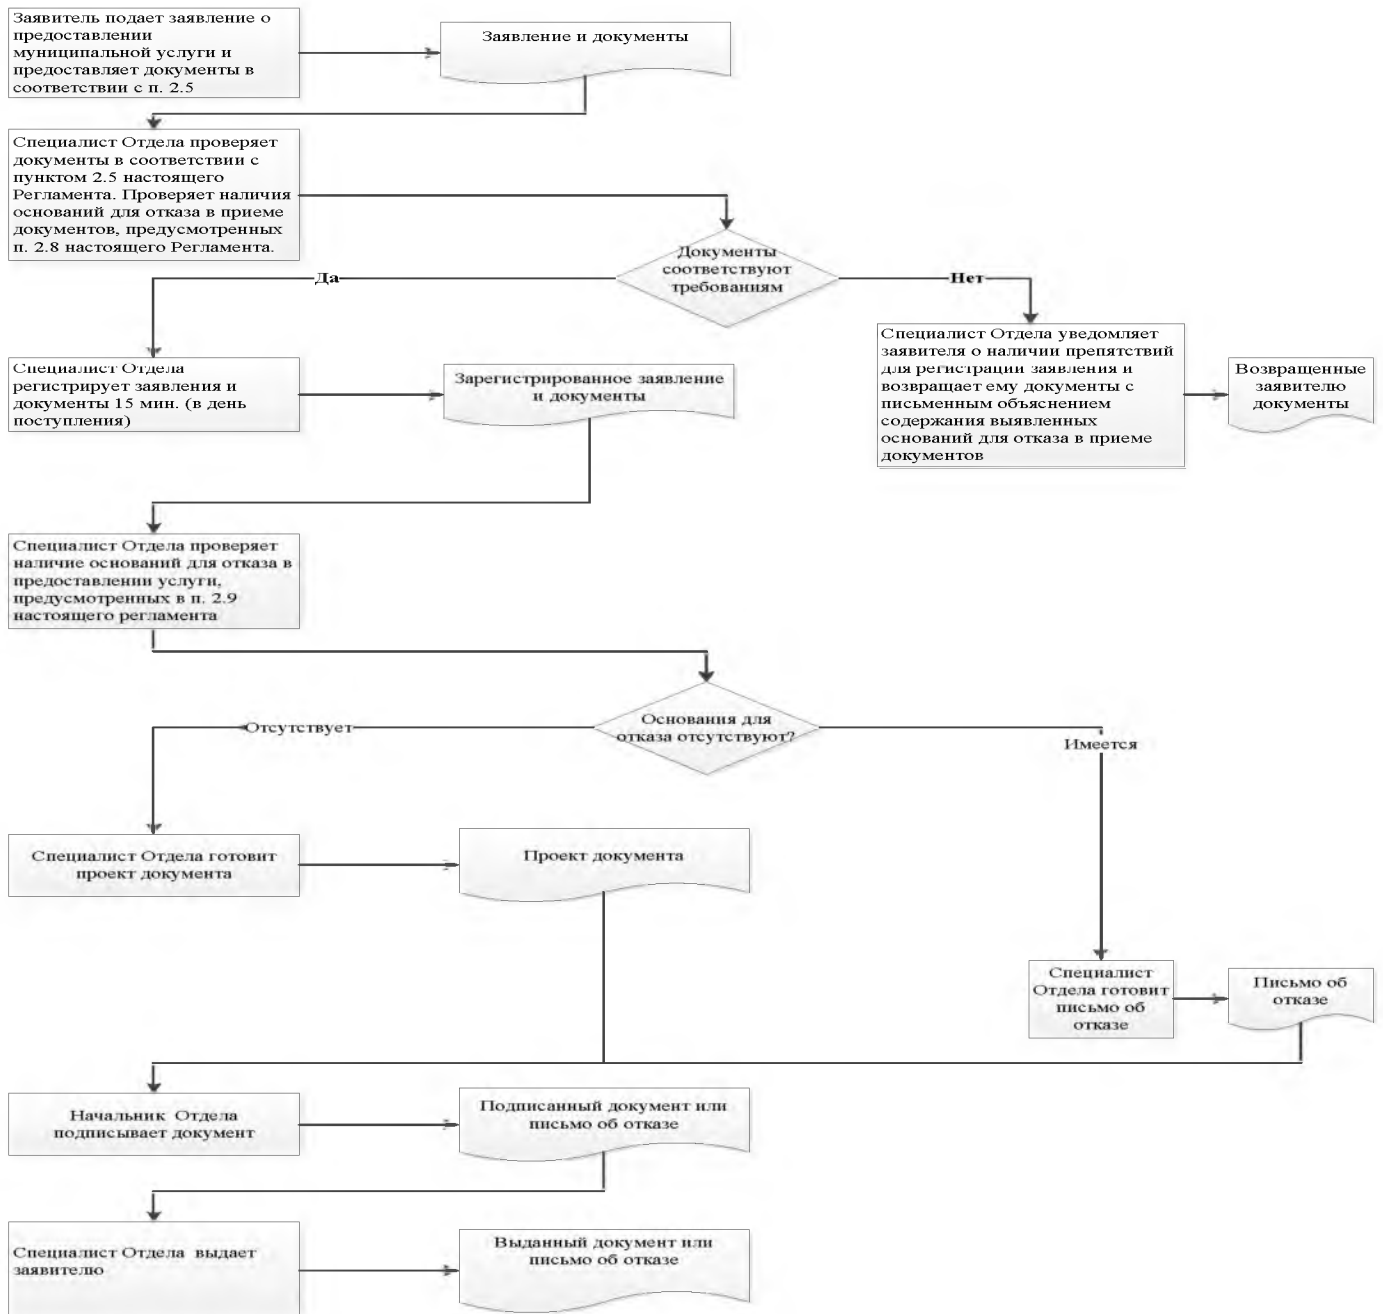 Заявитель подает заявление о
предоставлении
муниципальной услуги и
предоставляет документы в
соответствии с п. 2.5
Заявление и документы
Специалист Отдела проверяет
документы в соответствии с
пунктом 2.5 настоящего
Регламента. Проверяет наличия
оснований для отказа в приеме
документов, предусмотренных
п. 2.8 настоящего Регламента.
Документы
соответствуют
требованиям
Да
Нет
Специалист Отдела
регистрирует заявления и
документы 15 мин. (в день
поступления)
Зарегистрированное заявление
и документы
Специалист Отдела уведомляет
заявителя о наличии препятствий
для регистрации заявления и
возвращает ему документы с
письменным объяснением
содержания выявленных
оснований для отказа в приеме
документов
Возвращенные
заявителю
документы
Специалист Отдела проверяет
наличие оснований для отказа в
предоставлении услуги,
предусмотренных в п. 2.9
настоящего регламента
Основания для
отказа отсутствуют?
Отсутствует
Имеется
Специалист Отдела готовит
проект документа
Проект документа
Специалист
Отдела готовит
письмо об
отказе
Письмо об
отказе
Начальник Отдела
подписывает документ
Подписанный документ или
письмо об отказе
Специалист Отдела выдает
заявителю
Выданный документ или
письмо об отказе